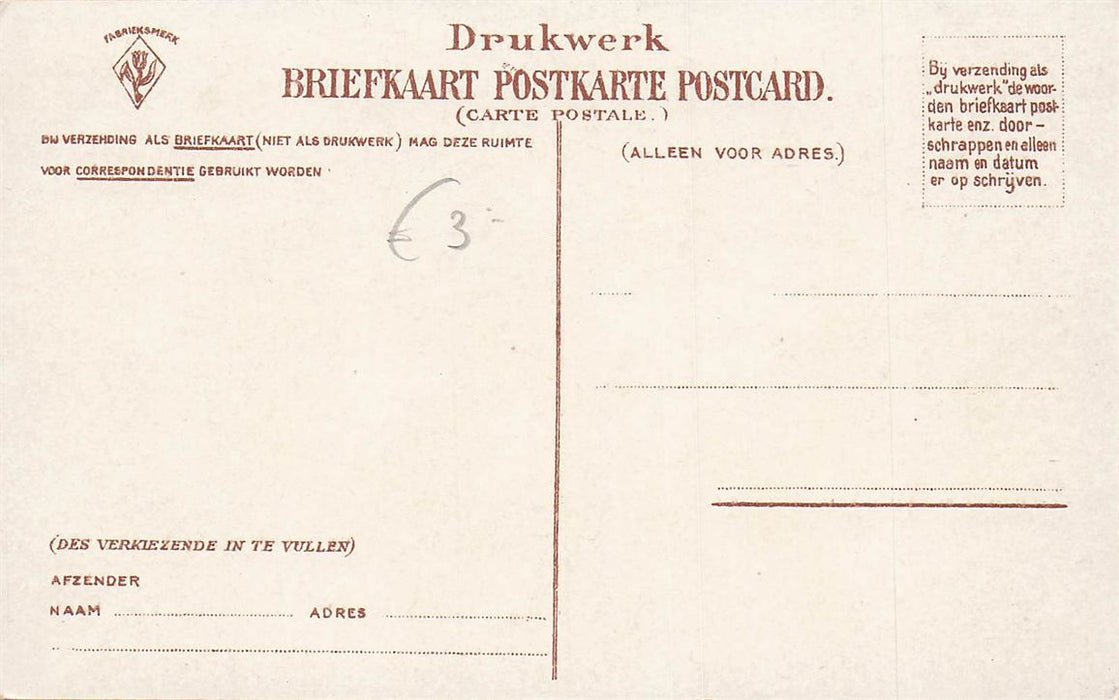 FABRIEKSMERK
Drukwerk
BRIEFKAART POSTKARTE POSTCARD.
(CARTE POSTALE.)
BIJ VERZENDING ALS BRIEFKAART (NIET ALS DRUKWERK) MAG DEZE RUIMTE
VOOR CORRESPONDENTIE GEBRUIKT WORDEN
(ALLEEN VOOR ADRES.)
Bij verzending als
„drukwerk" de woor-
den briefkaart post-
karte enz. door-
schrappen en alleen
naam en datum
er op schrijven.
€ 3.-
(DES VERKIEZENDE IN TE VULLEN)
AFZENDER
NAAM ADRES